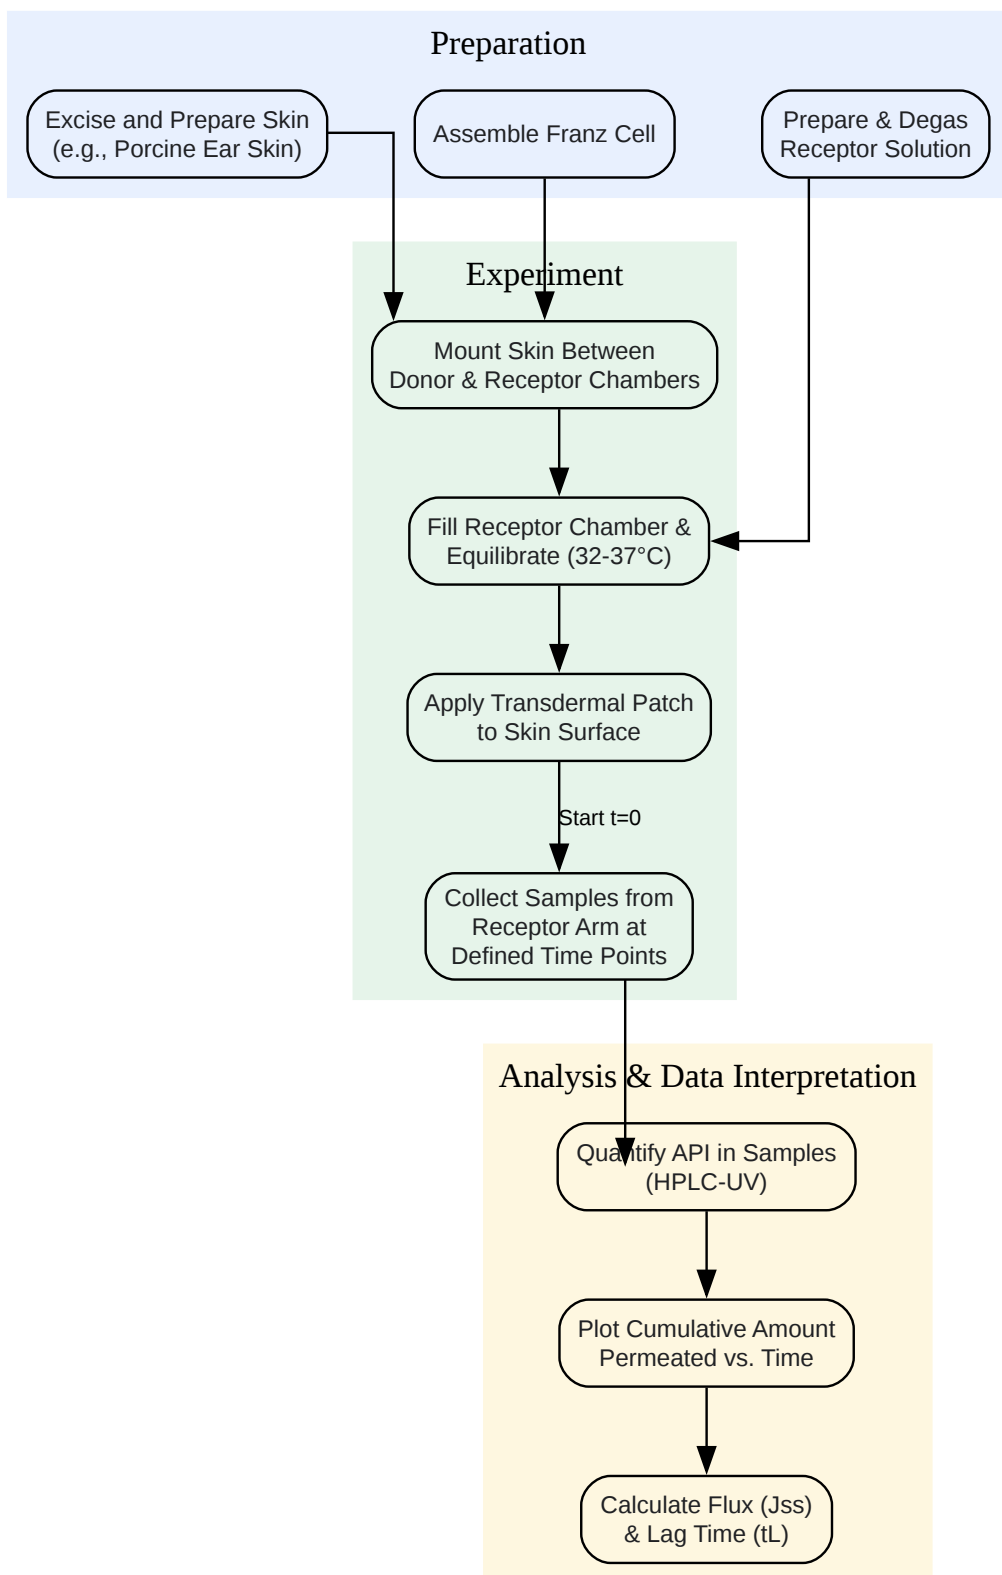 Preparation
Excise and Prepare Skin
(e.g., Porcine Ear Skin)
Assemble Franz Cell
Prepare & Degas
Receptor Solution
Experiment
Mount Skin Between
Donor & Receptor Chambers
Fill Receptor Chamber &
Equilibrate (32-37°C)
Apply Transdermal Patch
to Skin Surface
Start t=0
Collect Samples from
Receptor Arm at
Defined Time Points
Analysis & Data Interpretation
Quantify API in Samples
(HPLC-UV)
Plot Cumulative Amount
Permeated vs. Time
Calculate Flux (Jss)
& Lag Time (tL)